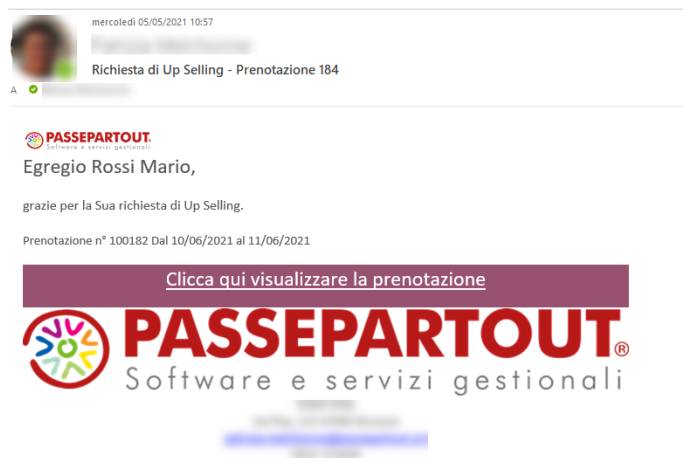 mercoledì 05/05/2021 10:57
Richiesta di Up Selling - Prenotazione 184
A
PASSEPARTOUT.
Software e servizi gestionali
Egregio Rossi Mario,
grazie per la Sua richiesta di Up Selling.
Prenotazione n° 100182 Dal 10/06/2021 al 11/06/2021
Clicca qui visualizzare la prenotazione
PASSEPARTOUT®
Software e servizi gestionali